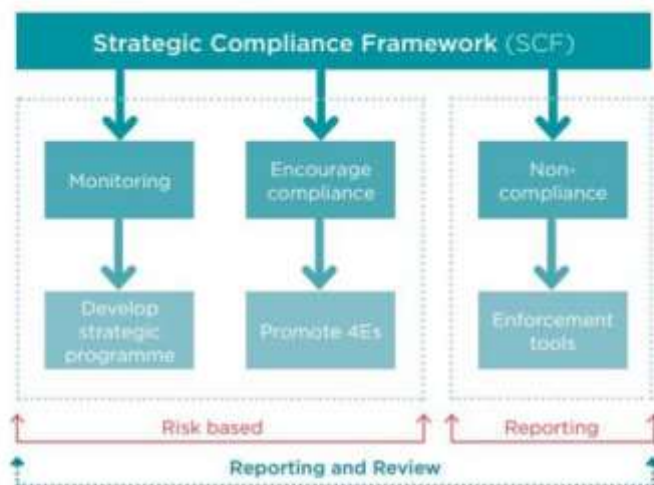 Strategic Compliance Framework (SCF)
Monitoring
Encourage
compliance
Non-
compliance
Develop
strategic
programme
Promote 4Es
Enforcement
tools
Risk based
Reporting
Reporting and Review